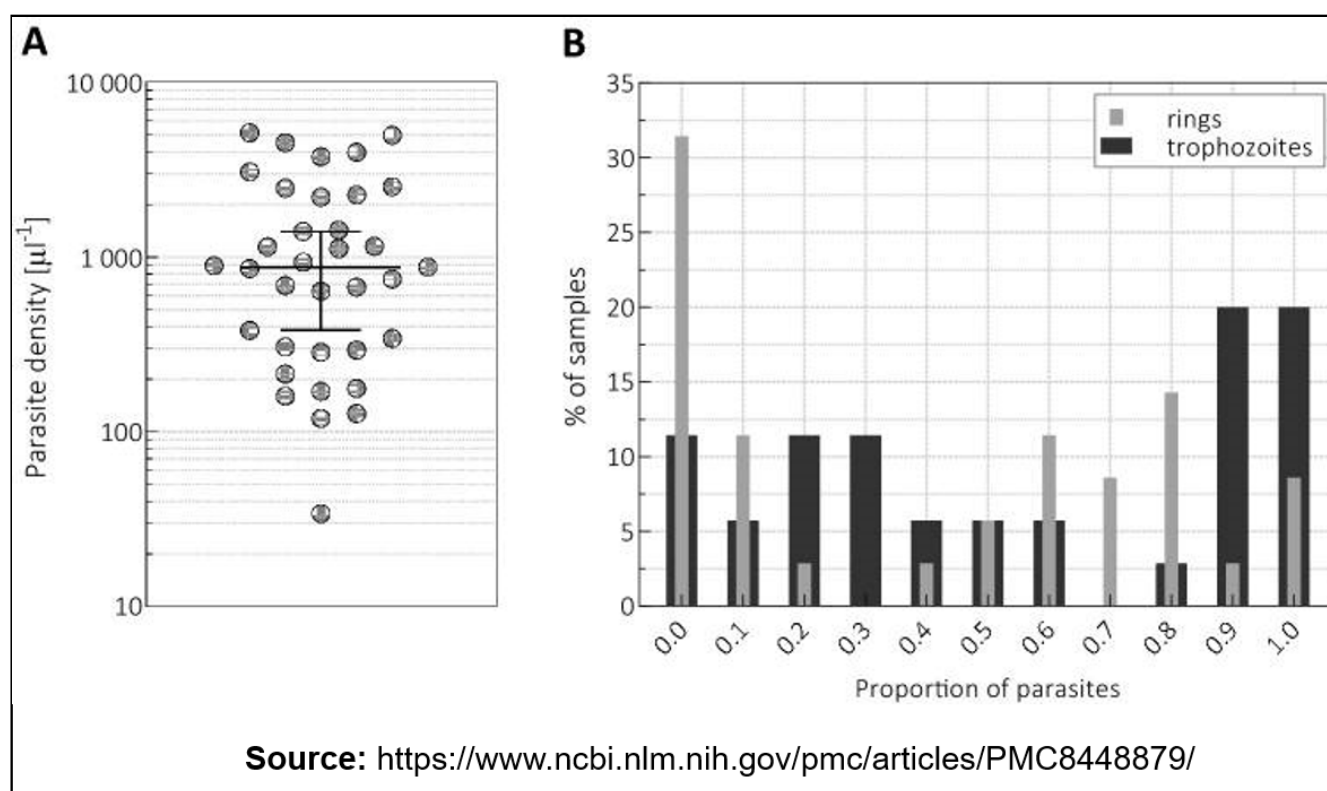 A
B
Parasite density [µl⁻¹]
10 000
1 000
100
10
% of samples
35
30
25
20
15
10
5
0
rings
trophozoites
0.0 0.1 0.2 0.3 0.4 0.5 0.6 0.7 0.8 0.9 1.0
Proportion of parasites
Source: https://www.ncbi.nlm.nih.gov/pmc/articles/PMC8448879/